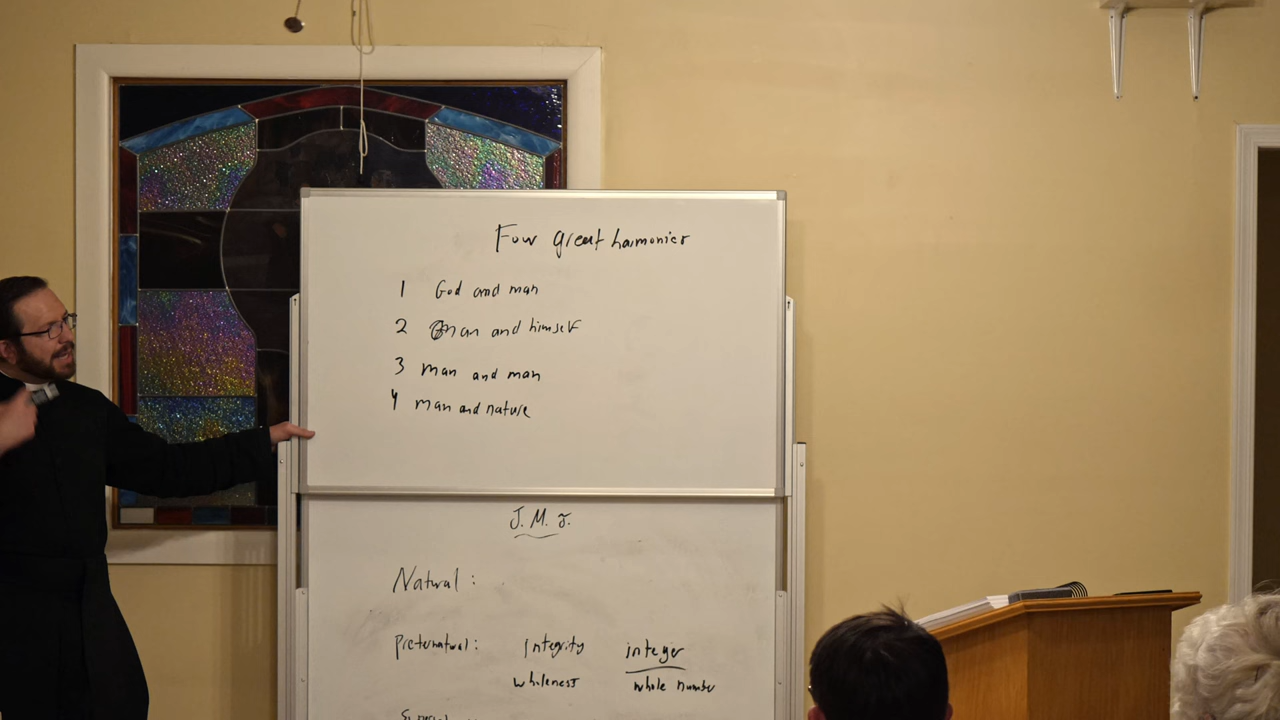 Four great harmonies
1 God and man
2 man and himself
3 man and man
4 man and nature
J. M. J.
Natural :
Preternatural : Integrity integer
wholeness whole number